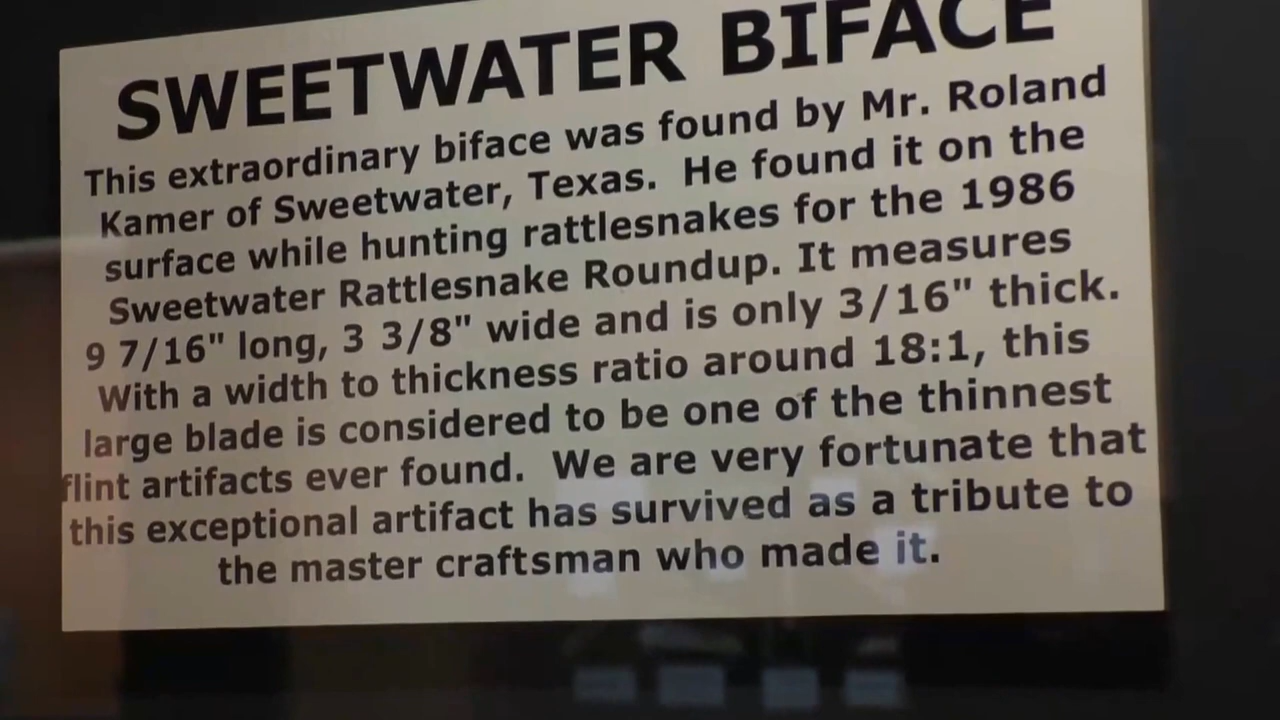 SWEETWATER BIFACE
This extraordinary biface was found by Mr. Roland
Kamer of Sweetwater, Texas.  He found it on the
surface while hunting rattlesnakes for the 1986
Sweetwater Rattlesnake Roundup. It measures
9 7/16" long, 3 3/8" wide and is only 3/16" thick.
With a width to thickness ratio around 18:1, this
large blade is considered to be one of the thinnest
flint artifacts ever found.  We are very fortunate that
this exceptional artifact has survived as a tribute to
the master craftsman who made it.